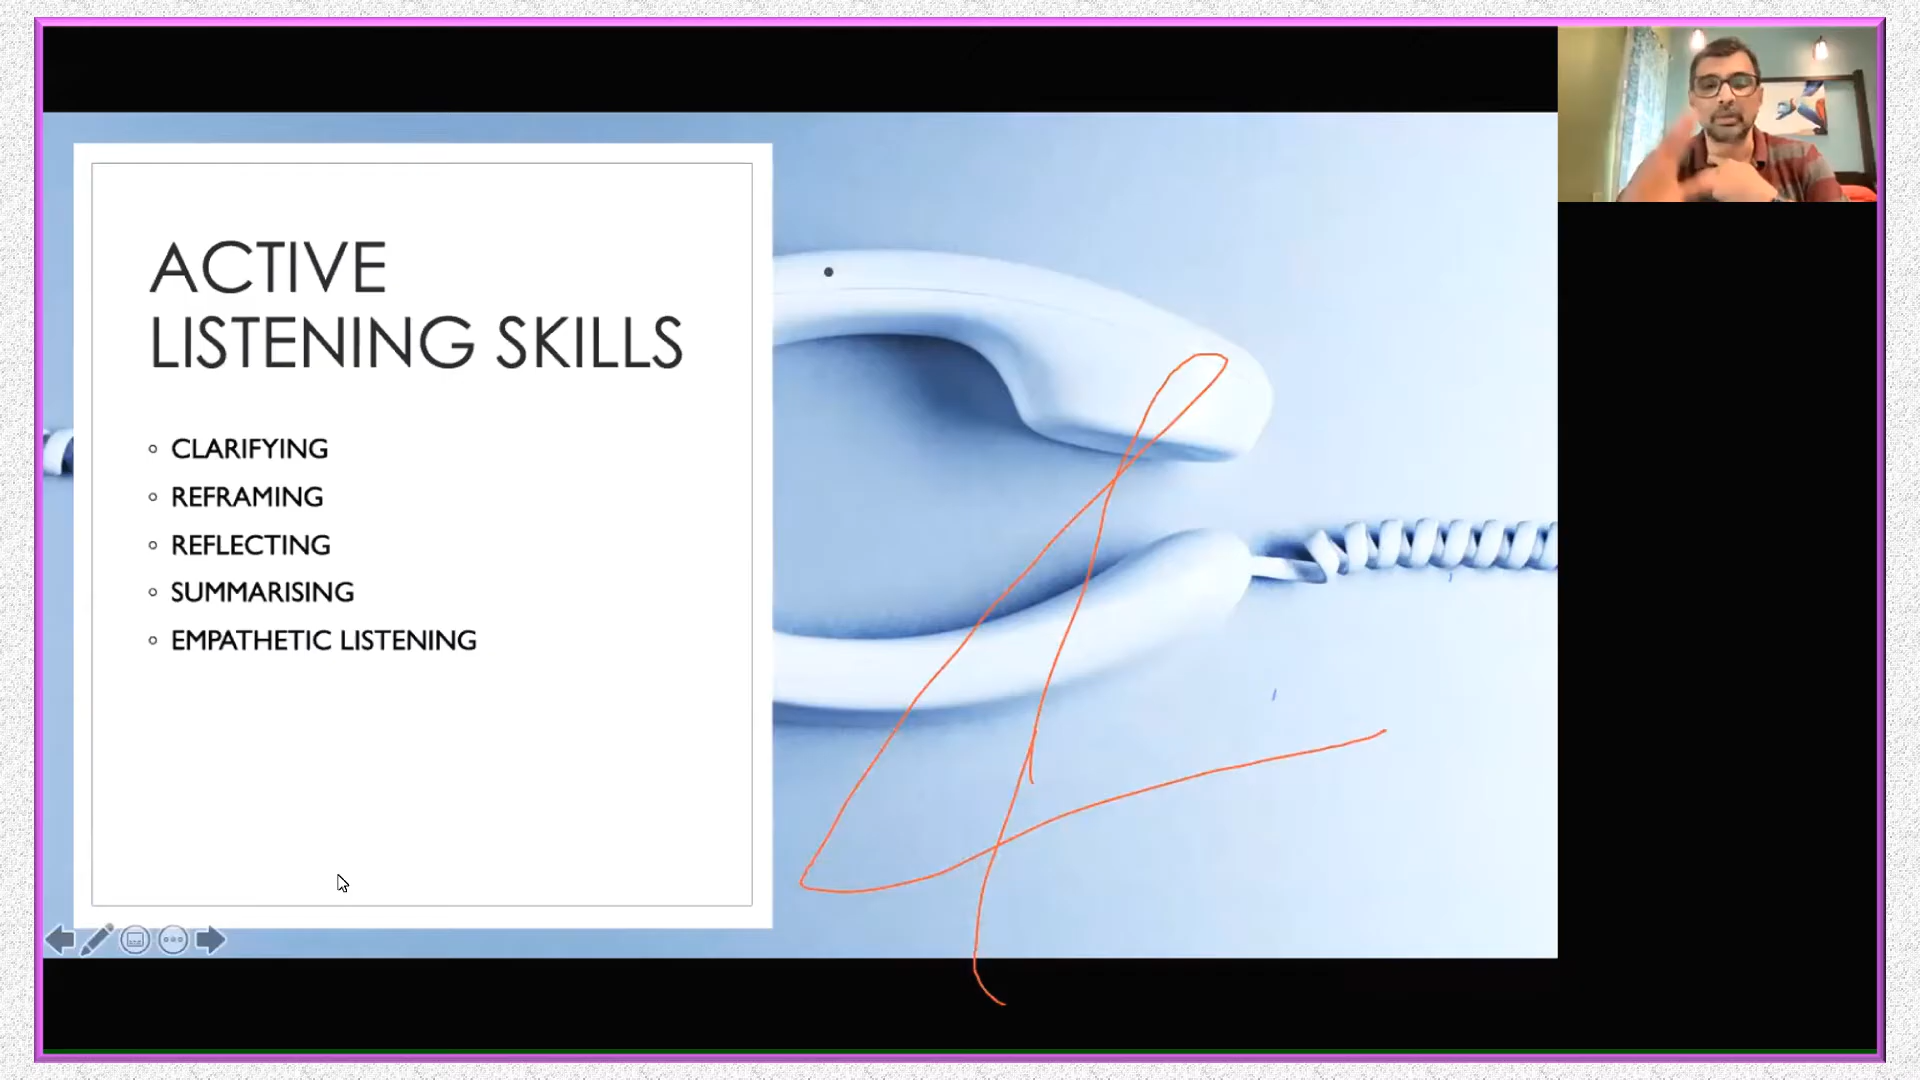 ACTIVE
LISTENING SKILLS
CLARIFYING
REFRAMING
REFLECTING
SUMMARISING
EMPATHETIC LISTENING